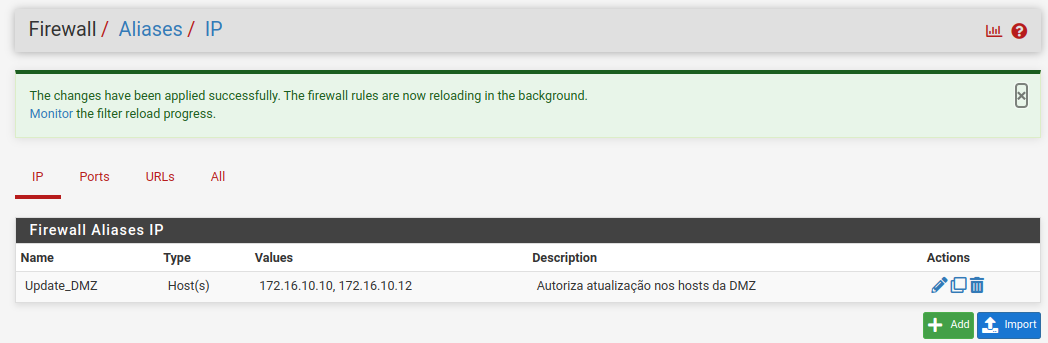 Firewall / Aliases / IP
The changes have been applied successfully. The firewall rules are now reloading in the background.
Monitor the filter reload progress.
IP Ports URLs All
Firewall Aliases IP
Name Type Values Description Actions
Update_DMZ Host(s) 172.16.10.10, 172.16.10.12 Autoriza atualização nos hosts da DMZ
Add Import